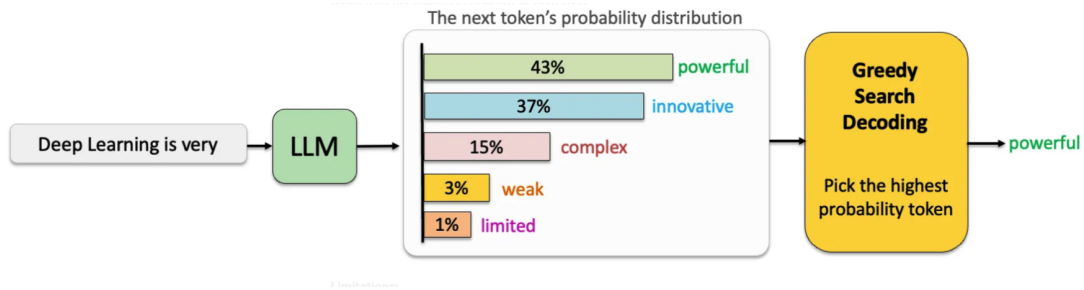 The next token's probability distribution
Deep Learning is very
LLM
43%
powerful
37%
innovative
15%
complex
3%
weak
1%
limited
Greedy
Search
Decoding
Pick the highest
probability token
powerful